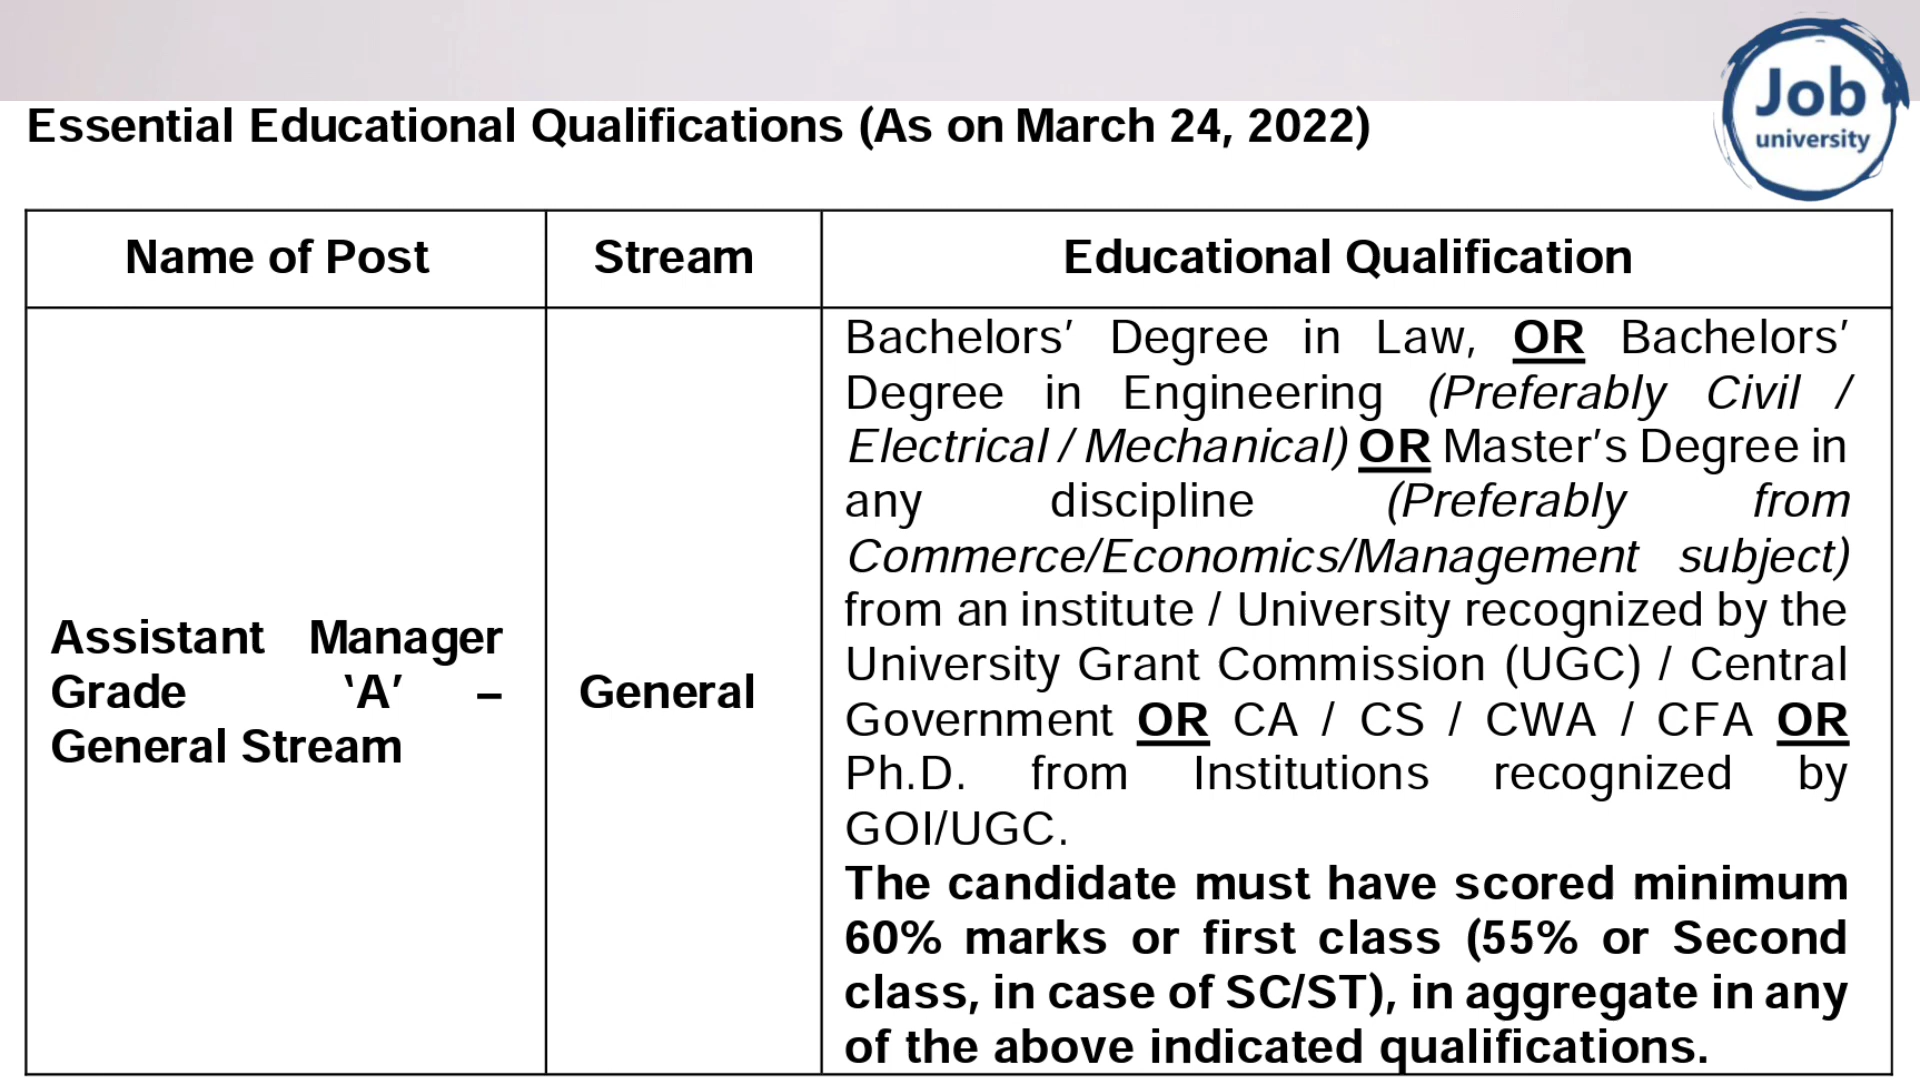 Job
university
Essential Educational Qualifications (As on March 24, 2022)
Name of Post
Stream
Educational Qualification
Assistant Manager
Grade ‘A’ –
General Stream
General
Bachelors’ Degree in Law, OR Bachelors’
Degree in Engineering (Preferably Civil /
Electrical / Mechanical) OR Master’s Degree in
any discipline (Preferably from
Commerce/Economics/Management subject)
from an institute / University recognized by the
University Grant Commission (UGC) / Central
Government OR CA / CS / CWA / CFA OR
Ph.D. from Institutions recognized by
GOI/UGC.
The candidate must have scored minimum
60% marks or first class (55% or Second
class, in case of SC/ST), in aggregate in any
of the above indicated qualifications.